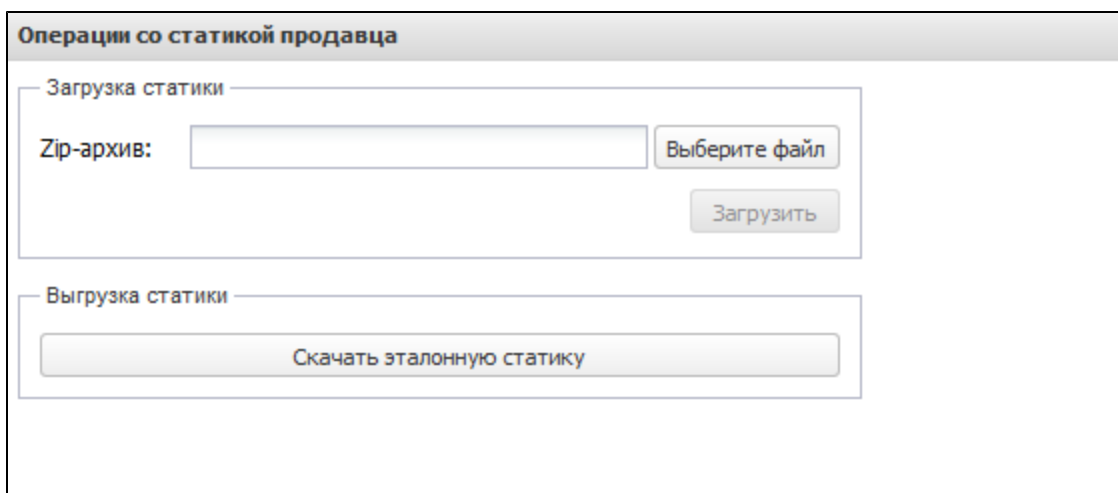 Операции со статикой продавца
Загрузка статики
Zip-архив:
Выберите файл
Загрузить
Выгрузка статики
Скачать эталонную статику